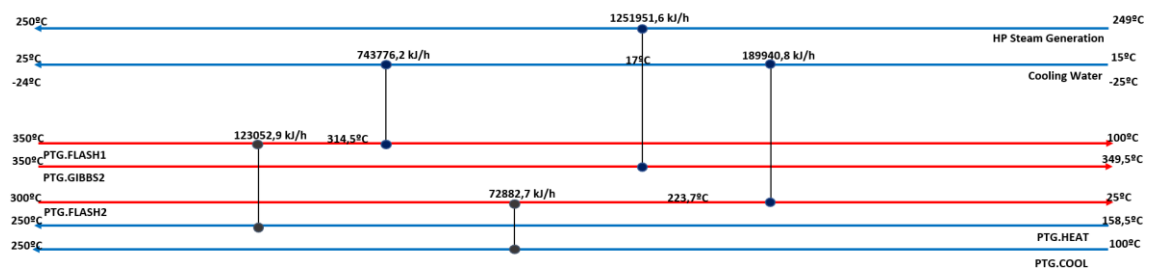 1251951,6 kJ/h
250ºC 249ºC
HP Steam Generation
743776,2 kJ/h 189940,8 kJ/h
25ºC 17ºC 15ºC
-24ºC Cooling Water -25ºC
123052,9 kJ/h
350ºC 314,5ºC 100ºC
PTG.FLASH1
350ºC 349,5ºC
PTG.GIBBS2
72882,7 kJ/h
300ºC 223,7ºC 25ºC
PTG.FLASH2
250ºC 158,5ºC
PTG.HEAT
250ºC 100ºC
PTG.COOL